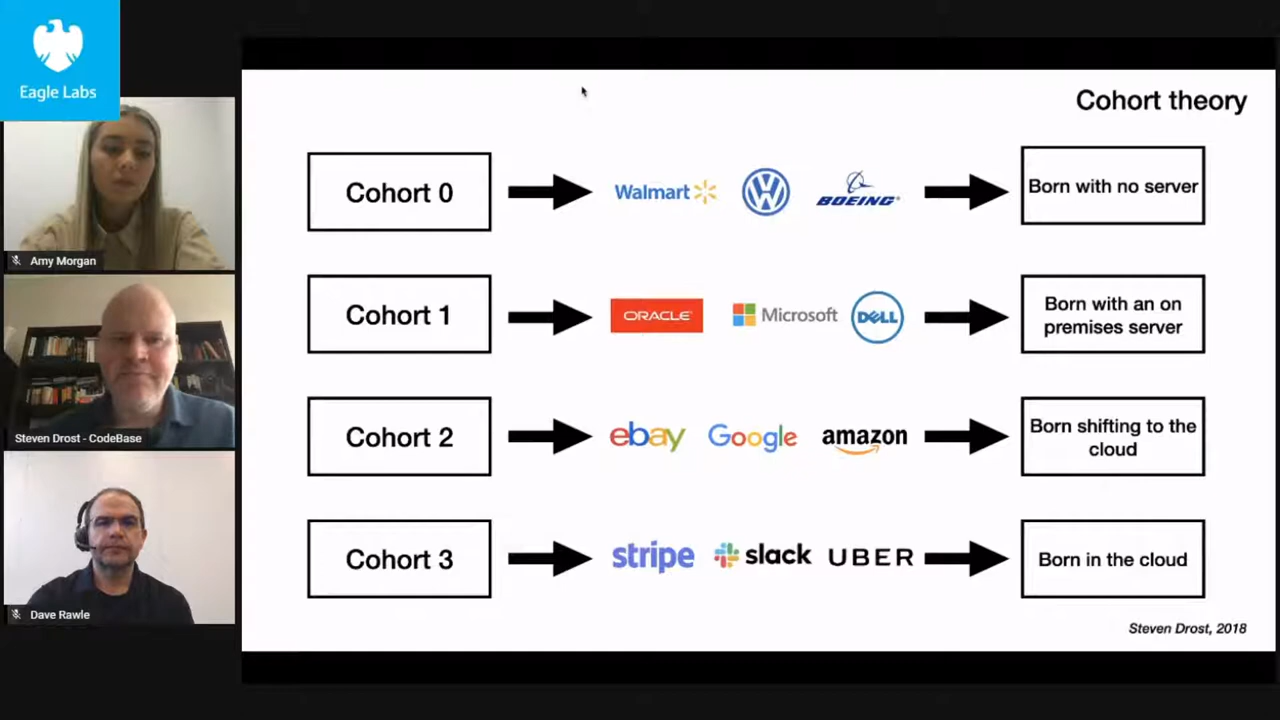 Eagle Labs
Amy Morgan
Steven Drost - CodeBase
Dave Rawle
Cohort theory
Cohort 0
Walmart
VW
BOEING
Born with no server
Cohort 1
ORACLE
Microsoft
DELL
Born with an on
premises server
Cohort 2
ebay
Google
amazon
Born shifting to the
cloud
Cohort 3
stripe
slack
UBER
Born in the cloud
Steven Drost, 2018